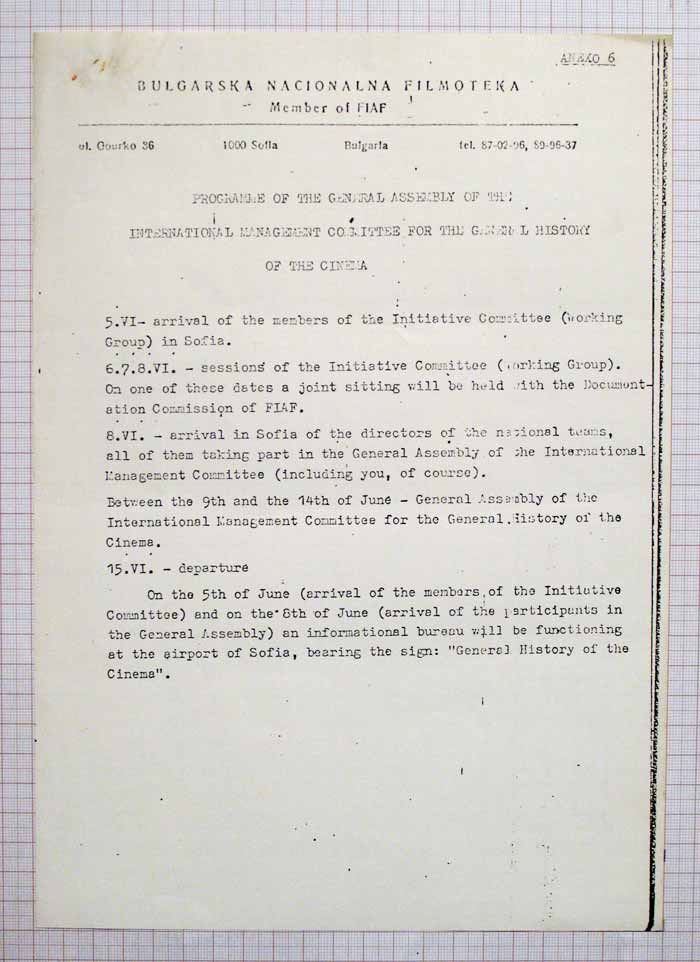 ANEXO 6
BULGARSKA NACIONALNA FILMOTEKA
Member of FIAF
ul. Gourko 36 1000 Sofia Bulgaria tel. 87-02-96, 89-96-37
PROGRAMME OF THE GENERAL ASSEMBLY OF THE
INTERNATIONAL MANAGEMENT COMMITTEE FOR THE GENERAL HISTORY
OF THE CINEMA
5.VI- arrival of the members of the Initiative Committee (Working
Group) in Sofia.
6.7.8.VI. - sessions of the Initiative Committee (Working Group).
On one of these dates a joint sitting will be held with the Document-
ation Commission of FIAF.
8.VI. - arrival in Sofia of the directors of the national teams,
all of them taking part in the General Assembly of the International
Management Committee (including you, of course).
Between the 9th and the 14th of June - General Assembly of the
International Management Committee for the General History of the
Cinema.
15.VI. - departure
On the 5th of June (arrival of the members of the Initiative
Committee) and on the 8th of June (arrival of the participants in
the General Assembly) an informational bureau will be functioning
at the airport of Sofia, bearing the sign: "General History of the
Cinema".